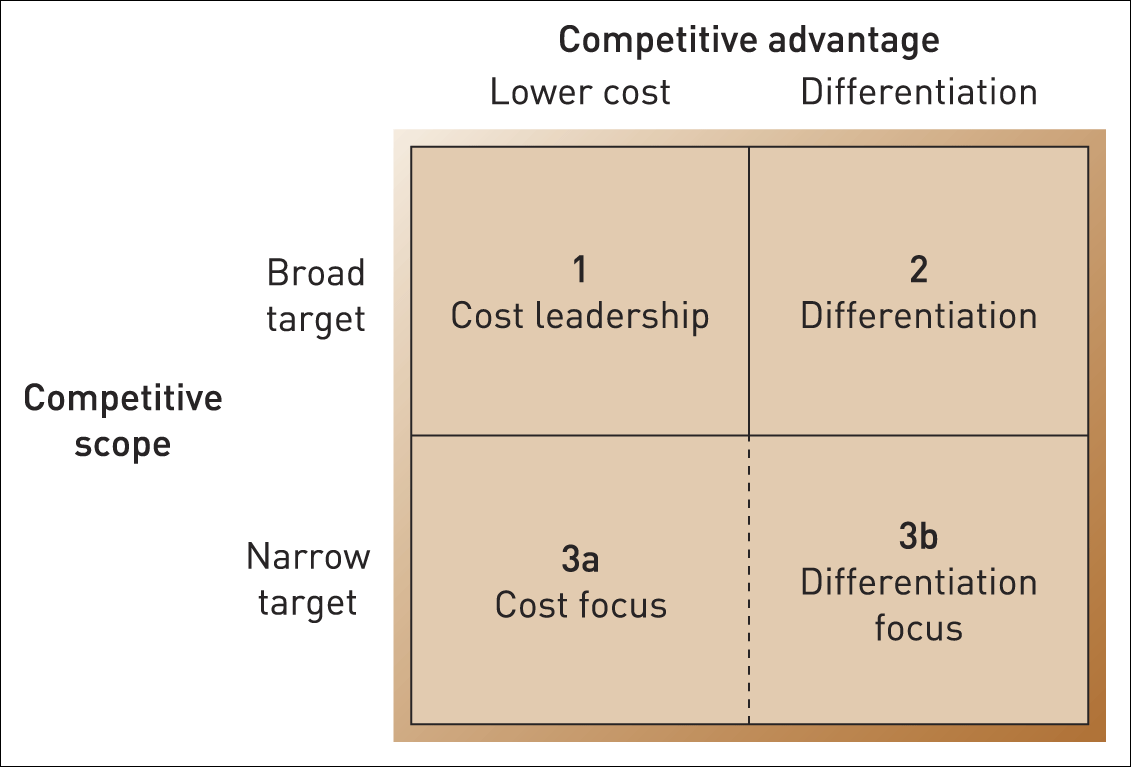 Competitive advantage
Lower cost
Differentiation
Broad
target
1
Cost leadership
2
Differentiation
Competitive
scope
Narrow
target
3a
Cost focus
3b
Differentiation
focus